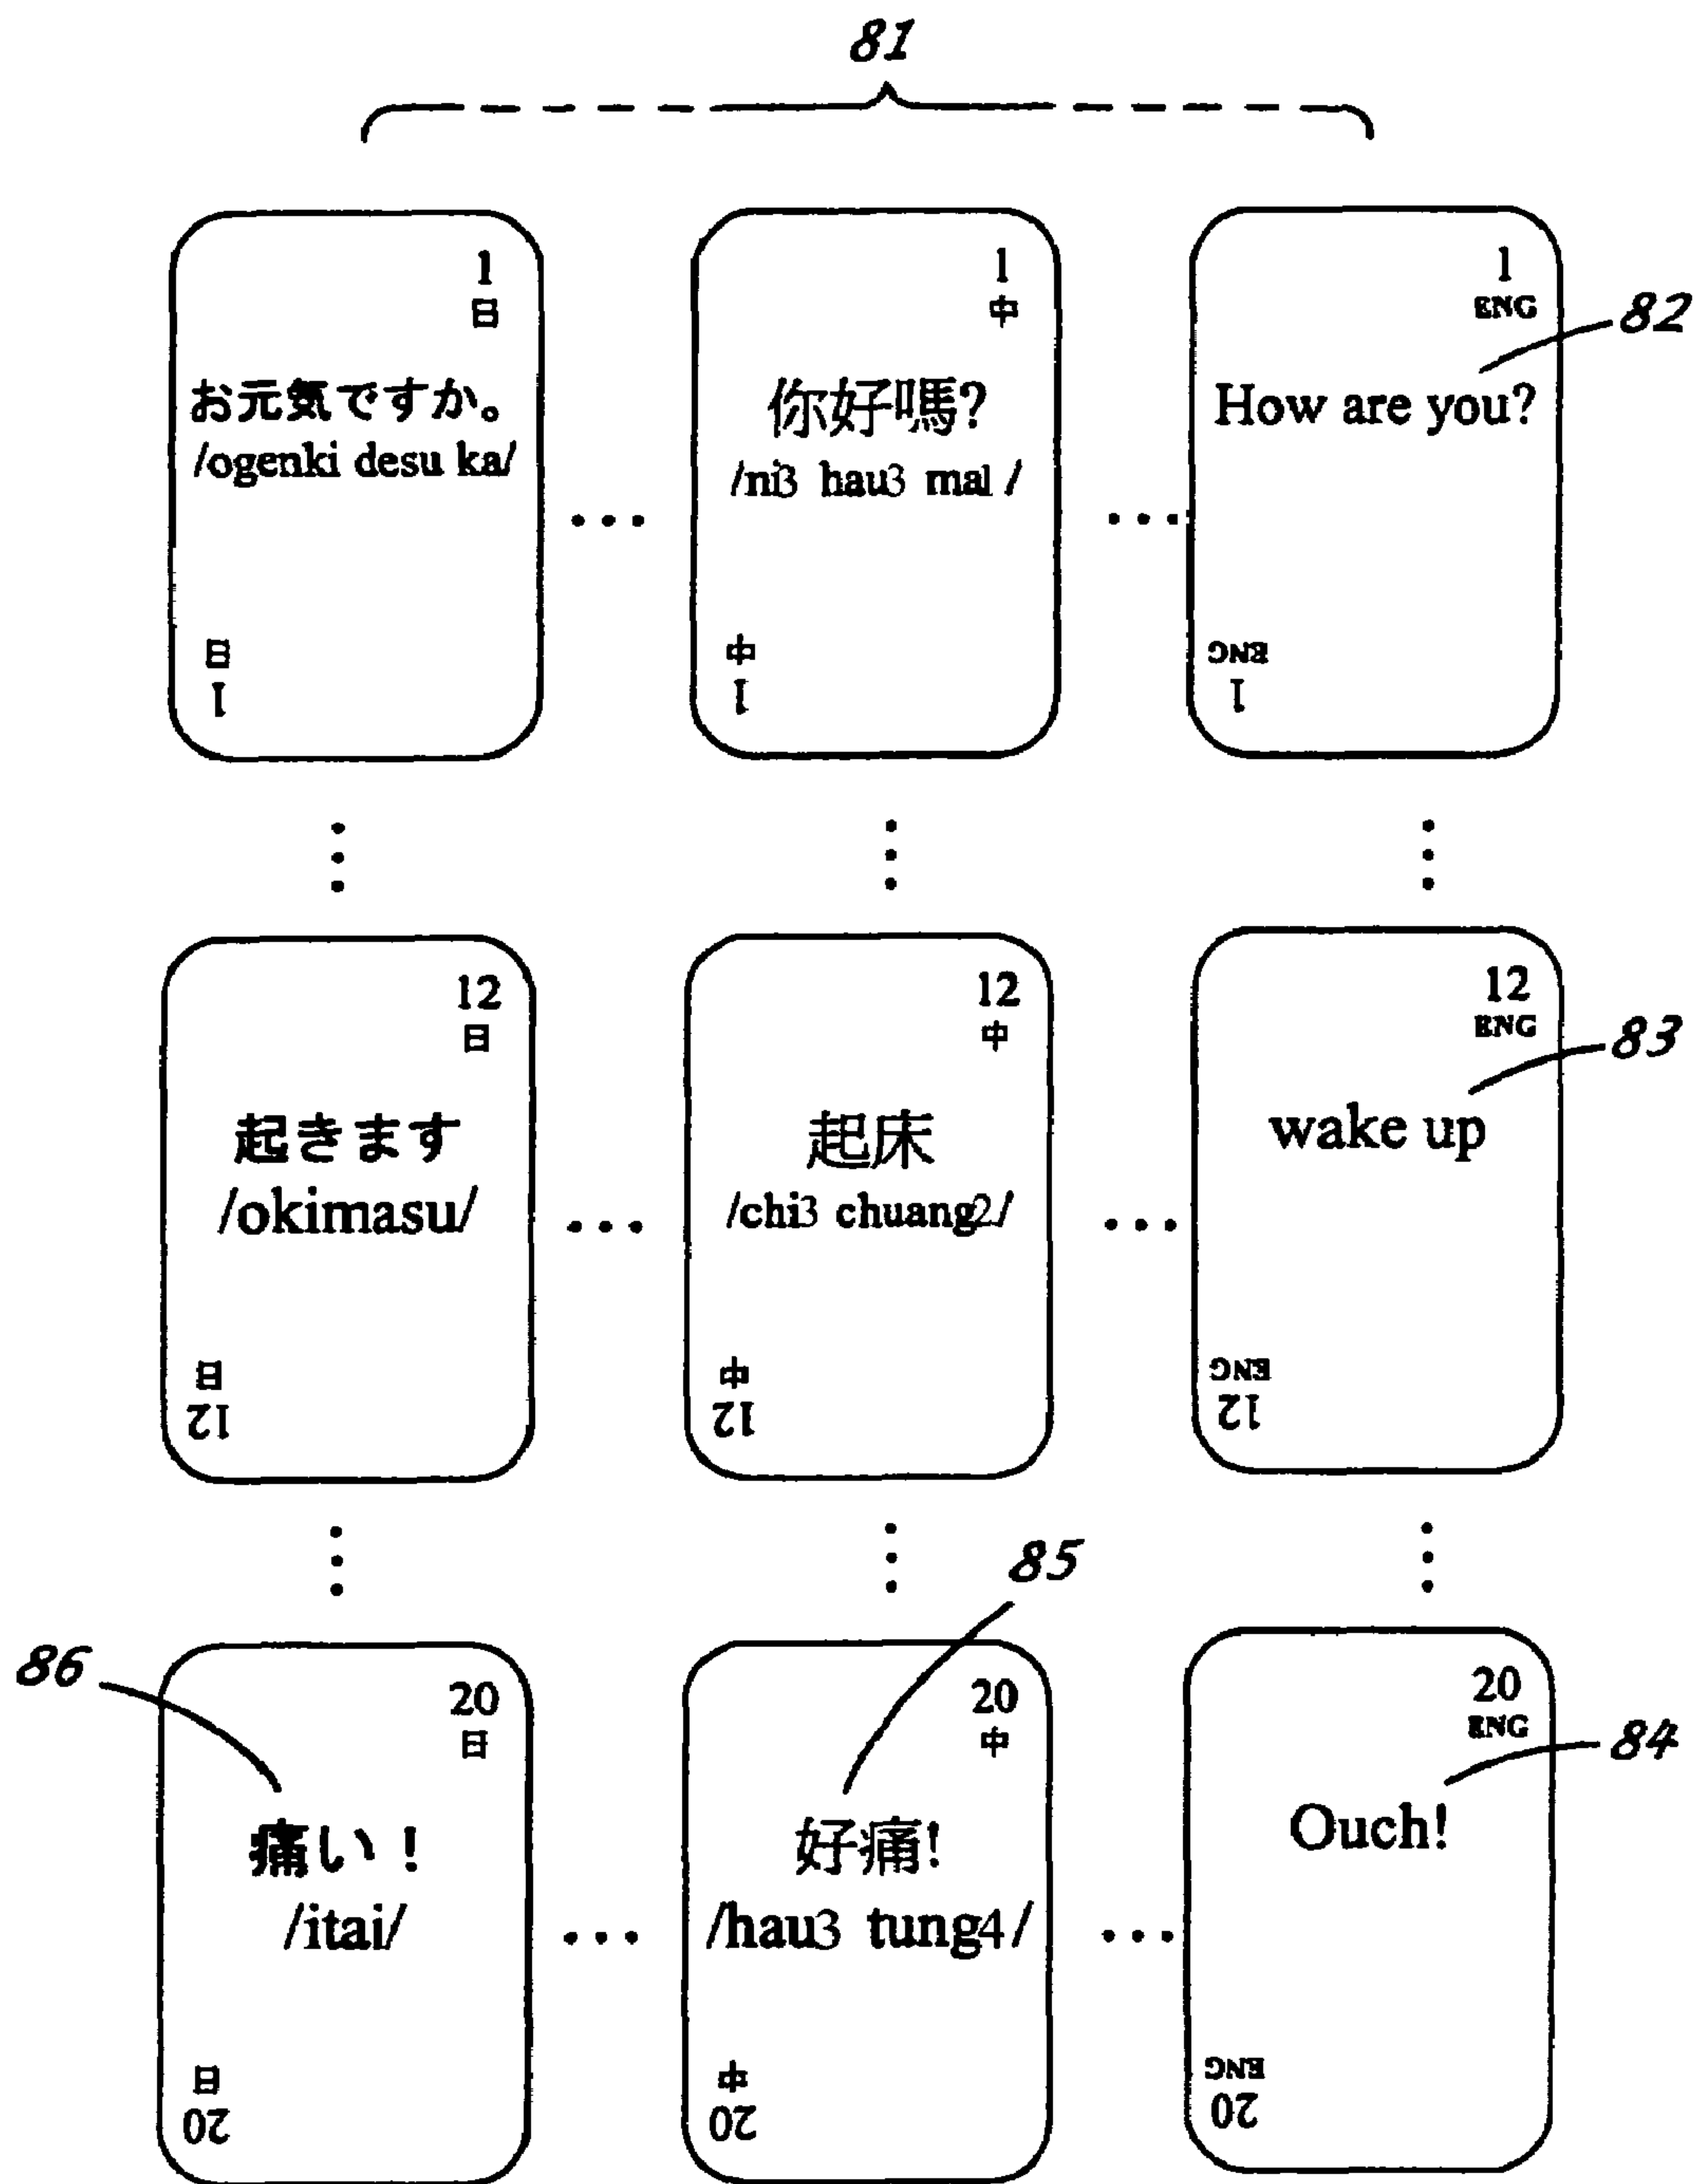 81
1
日
お元気ですか。
/ogenki desu ka/
日
1
1
中
你好嗎?
/ni3 hau3 ma1 /
中
1
1
ENG
82
How are you?
ENG
1
12
日
起きます
/okimasu/
日
12
12
中
起床
/chi3 chuang2/
中
12
12
ENG
83
wake up
ENG
12
86
20
日
痛い！
/itai/
日
20
85
20
中
好痛!
/hau3 tung4/
中
20
20
ENG
84
Ouch!
ENG
20